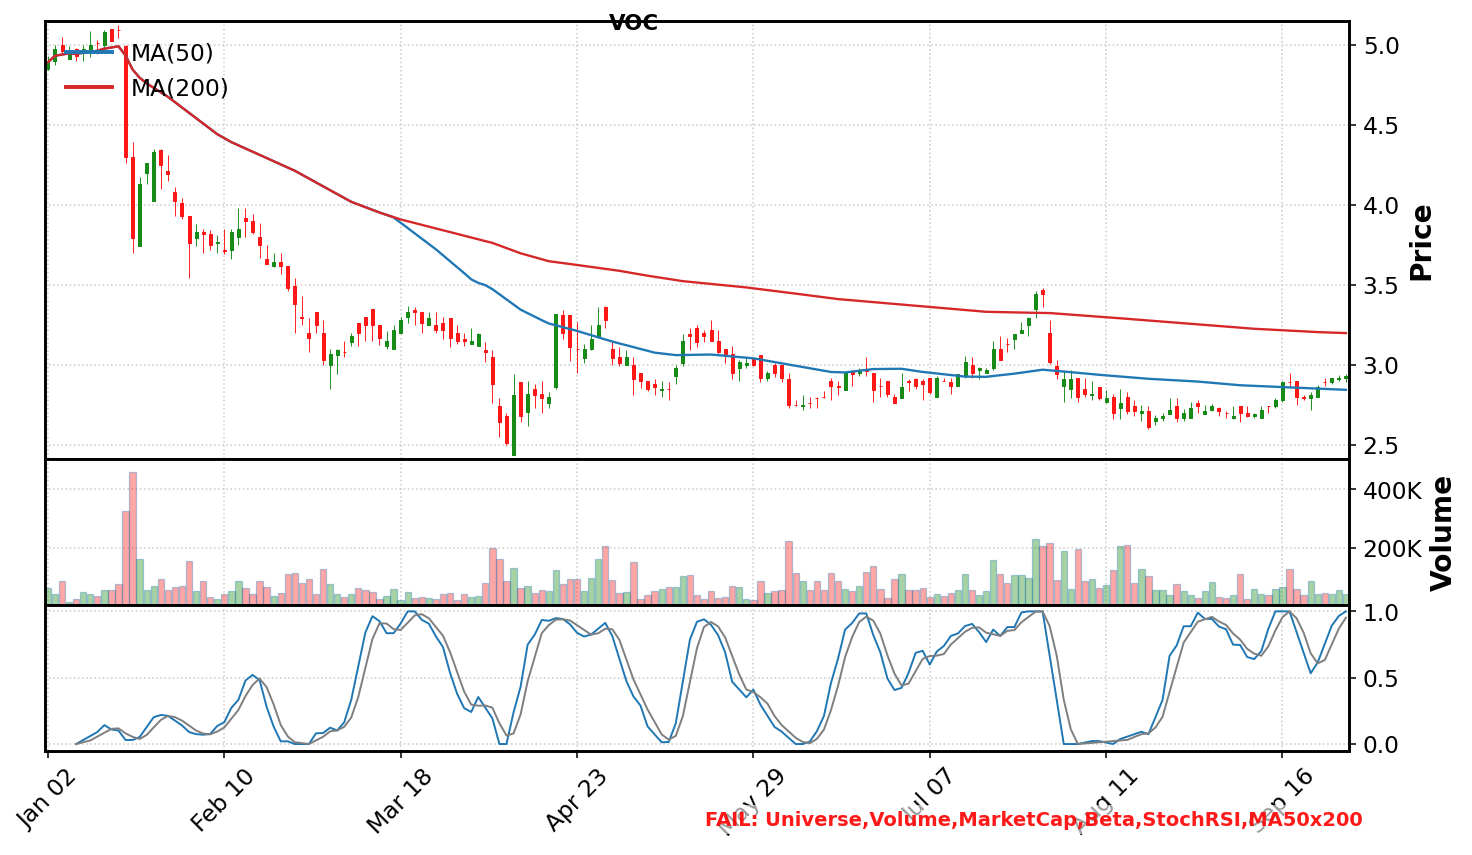 VOC
MA(50)
MA(200)
5.0
4.5
4.0
3.5
3.0
2.5
Price
400K
200K
Volume
1.0
0.5
0.0
Jan 02
Feb 10
Mar 18
Apr 23
May 29
Jul 07
Aug 11
Sep 16
FAIL: Universe,Volume,MarketCap,Beta,StochRSI,MA50x200